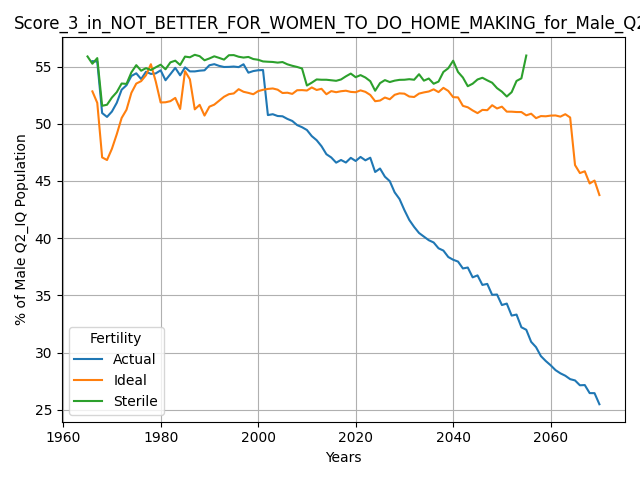 Score_3_in_NOT_BETTER_FOR_WOMEN_TO_DO_HOME_MAKING_for_Male_Q2
% of Male Q2_IQ Population
55
50
45
40
35
30
25
Fertility
Actual
Ideal
Sterile
1960 1980 2000 2020 2040 2060
Years